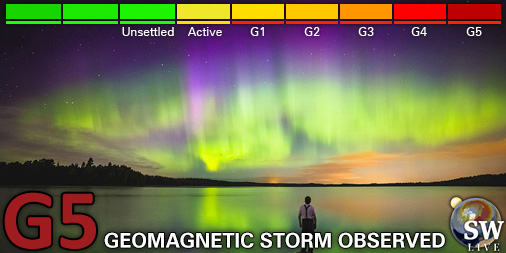 Unsettled Active G1 G2 G3 G4 G5
G5 GEOMAGNETIC STORM OBSERVED
SW
LIVE